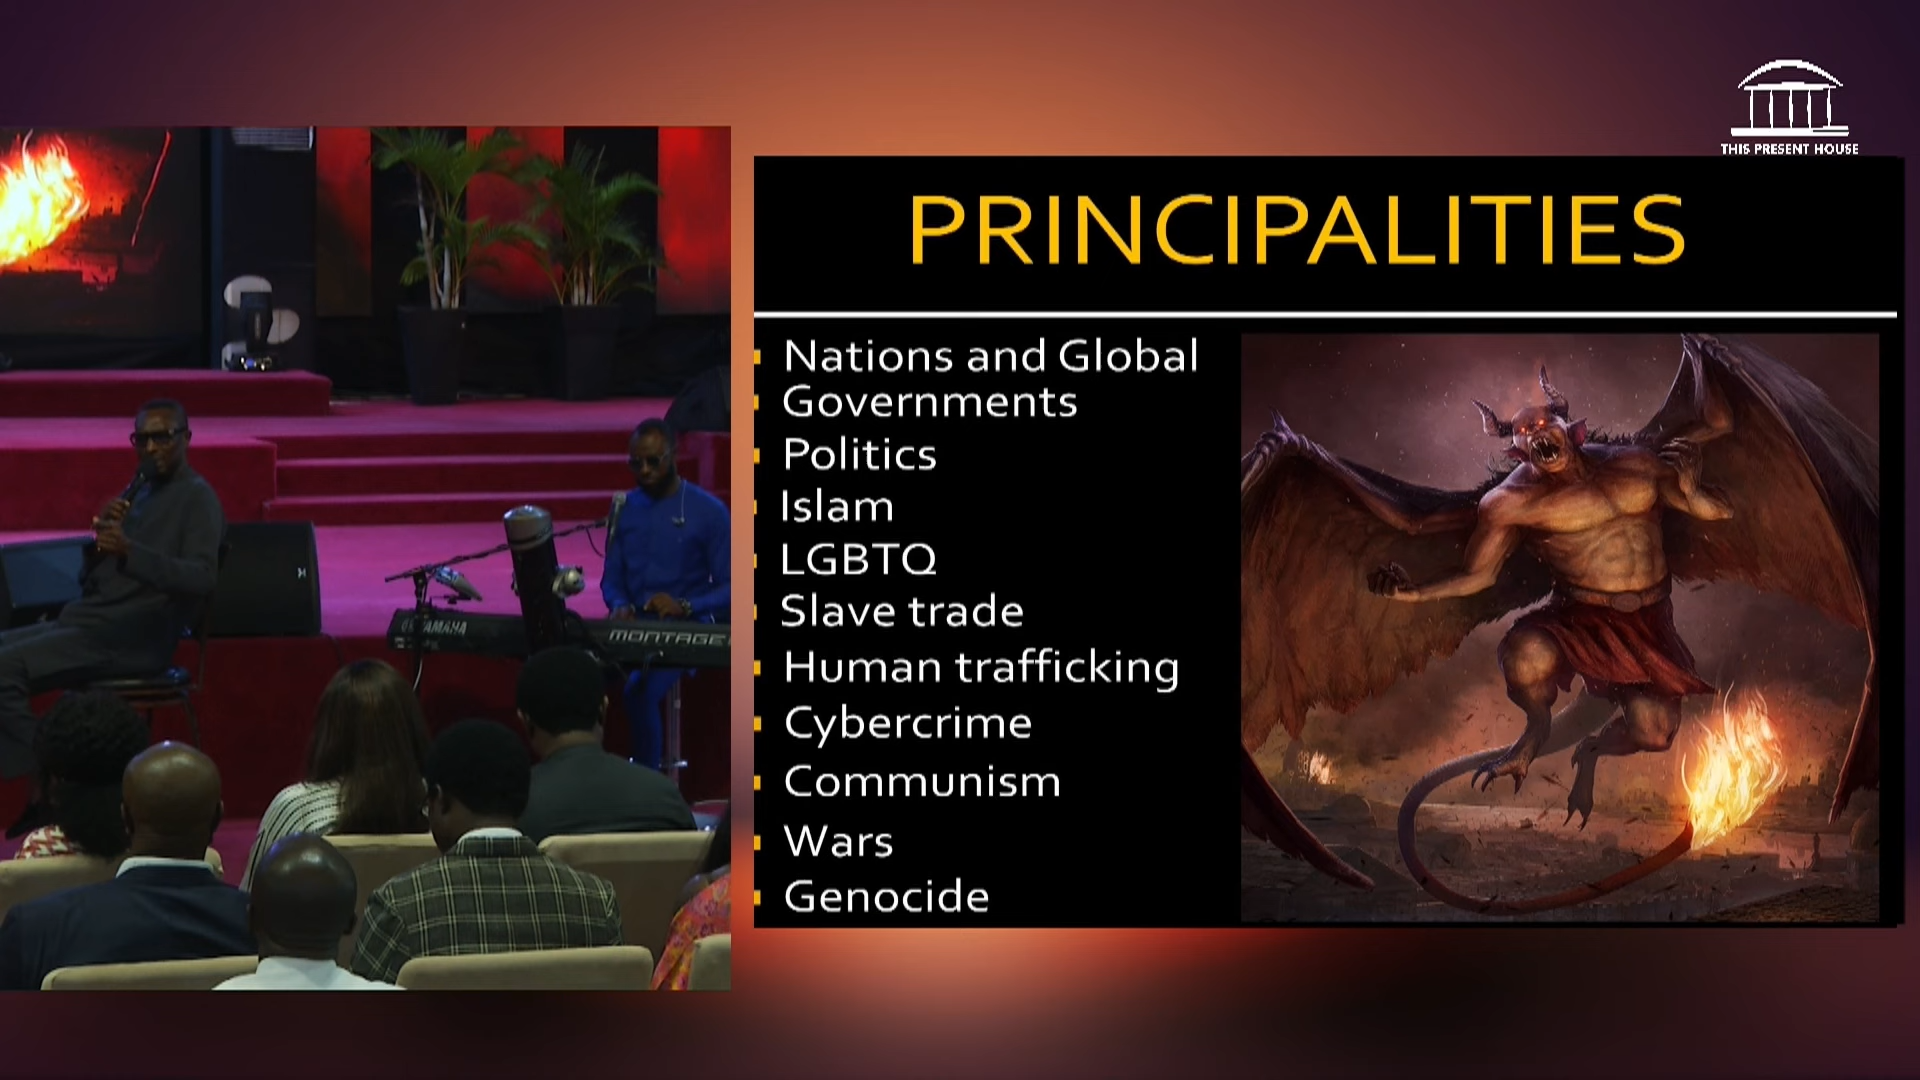 THIS PRESENT HOUSE
PRINCIPALITIES
Nations and Global
Governments
Politics
Islam
LGBTQ
Slave trade
Human trafficking
Cybercrime
Communism
Wars
Genocide
YAMAHA
MONTAGE